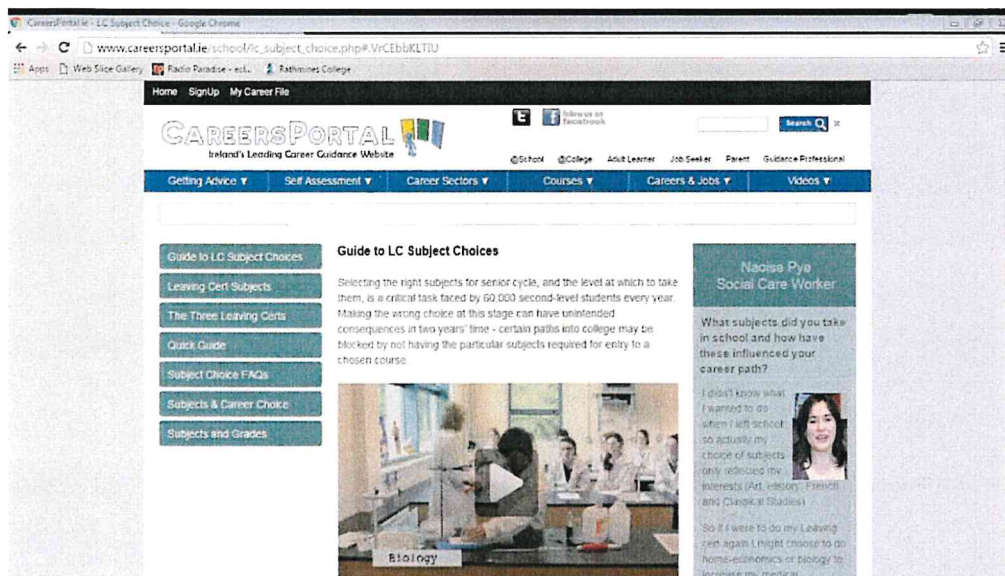 CareersPortal.ie - LC Subject Choice - Google Chrome
www.careersportal.ie/school/lc_subject_choice.php#.VrCEbbKLTIU
Apps Web Slice Gallery Radio Paradise - ecl... Rathmines College
Home SignUp My Career File
CAREERSPORTAL
Ireland's Leading Career Guidance Website
follow us on
facebook
Search
@School @College Adult Learner Job Seeker Parent Guidance Professional
Getting Advice ▼ Self Assessment ▼ Career Sectors ▼ Courses ▼ Careers & Jobs ▼ Videos ▼
Guide to LC Subject Choices
Leaving Cert Subjects
The Three Leaving Certs
Quick Guide
Subject Choice FAQs
Subjects & Career Choice
Subjects and Grades
Guide to LC Subject Choices
Selecting the right subjects for senior cycle, and the level at which to take
them, is a critical task faced by 60,000 second-level students every year.
Making the wrong choice at this stage can have unintended
consequences in two years' time - certain paths into college may be
blocked by not having the particular subjects required for entry to a
chosen course.
Biology
Naoise Pye
Social Care Worker
What subjects did you take
in school and how have
these influenced your
career path?
I didn't know what
I wanted to do
when I left school
so actually my
choice of subjects
only reflected my
interests (Art, History, French
and Classical Studies)
So if I were to do my Leaving
cert again I might choose to do
home-economics or biology to
increase my medical